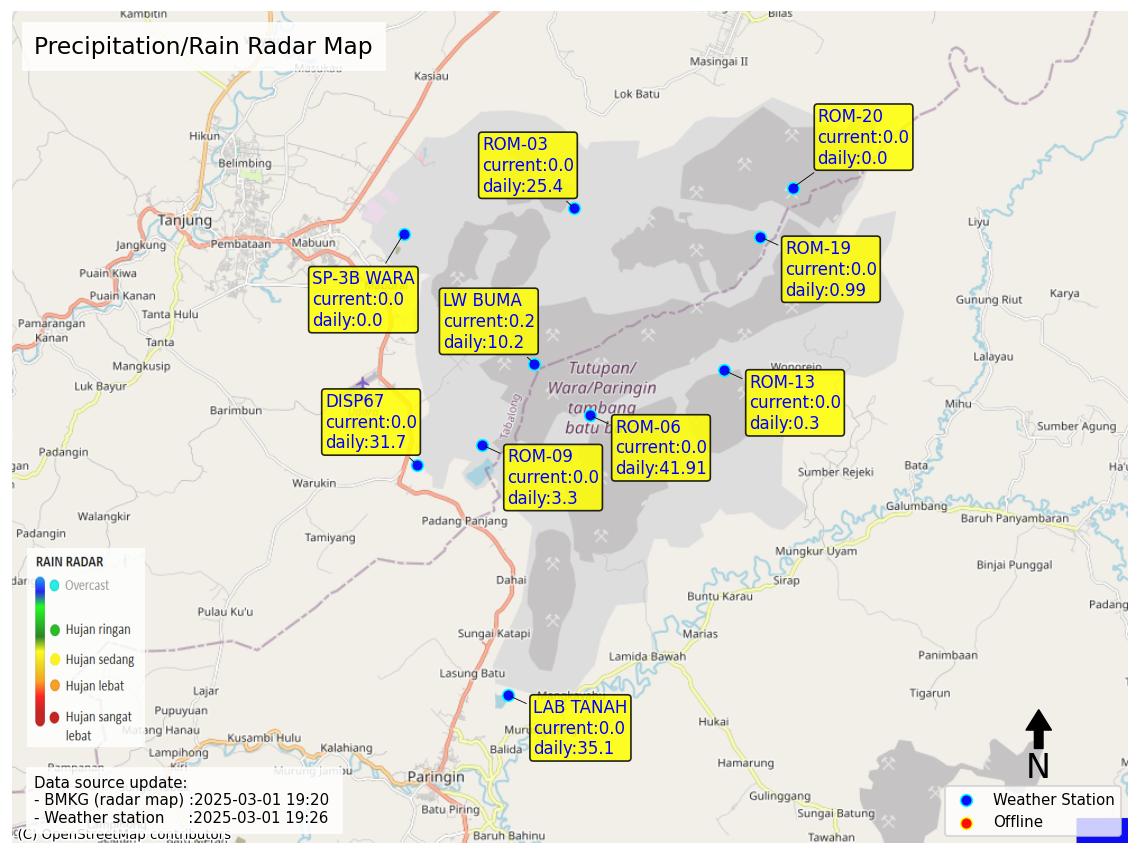 Kambitin
Bilas
Precipitation/Rain Radar Map
Masukau
Kasiau
Masingai II
Lok Batu
Hikun
Belimbing
ROM-20
current:0.0
daily:0.0
ROM-03
current:0.0
daily:25.4
Tanjung
Jangkung
Pembataan
Mabuun
Liyu
Puain Kiwa
Puain Kanan
SP-3B WARA
current:0.0
daily:0.0
ROM-19
current:0.0
daily:0.99
LW BUMA
current:0.2
daily:10.2
Gunung Riut
Karya
Pamarangan
Kanan
Tanta Hulu
Tanta
Mangkusip
Luk Bayur
Lalayau
Wonorejo
Tutupan/
Wara/Paringin
tambang
batu b
Tabalong
ROM-13
current:0.0
daily:0.3
DISP67
current:0.0
daily:31.7
Barimbun
Mihu
Sumber Agung
ROM-06
current:0.0
daily:41.91
ROM-09
current:0.0
daily:3.3
Padangin
Warukin
Sumber Rejeki
Bata
Galumbang
Baruh Panyambaran
Walangkir
Padangin
Padang Panjang
Tamiyang
Mungkur Uyam
Binjai Punggal
RAIN RADAR
Overcast
Hujan ringan
Hujan sedang
Hujan lebat
Hujan sangat
lebat
Dahai
Sirap
Buntu Karau
Padang
Pulau Ku'u
Sungai Katapi
Marias
Lamida Bawah
Panimbaan
Lasung Batu
Lajar
Tigarun
Pupuyuan
Matang Hanau
Kusambi Hulu
Lampihong
Kalahiang
LAB TANAH
current:0.0
daily:35.1
Balida
Hukai
Hamarung
Murung Jambu
Paringin
Batu Piring
Baruh Bahinu
Gulinggang
Sungai Batung
Tawahan
N
Data source update:
- BMKG (radar map) :2025-03-01 19:20
- Weather station :2025-03-01 19:26
(C) OpenStreetMap contributors
Weather Station
Offline